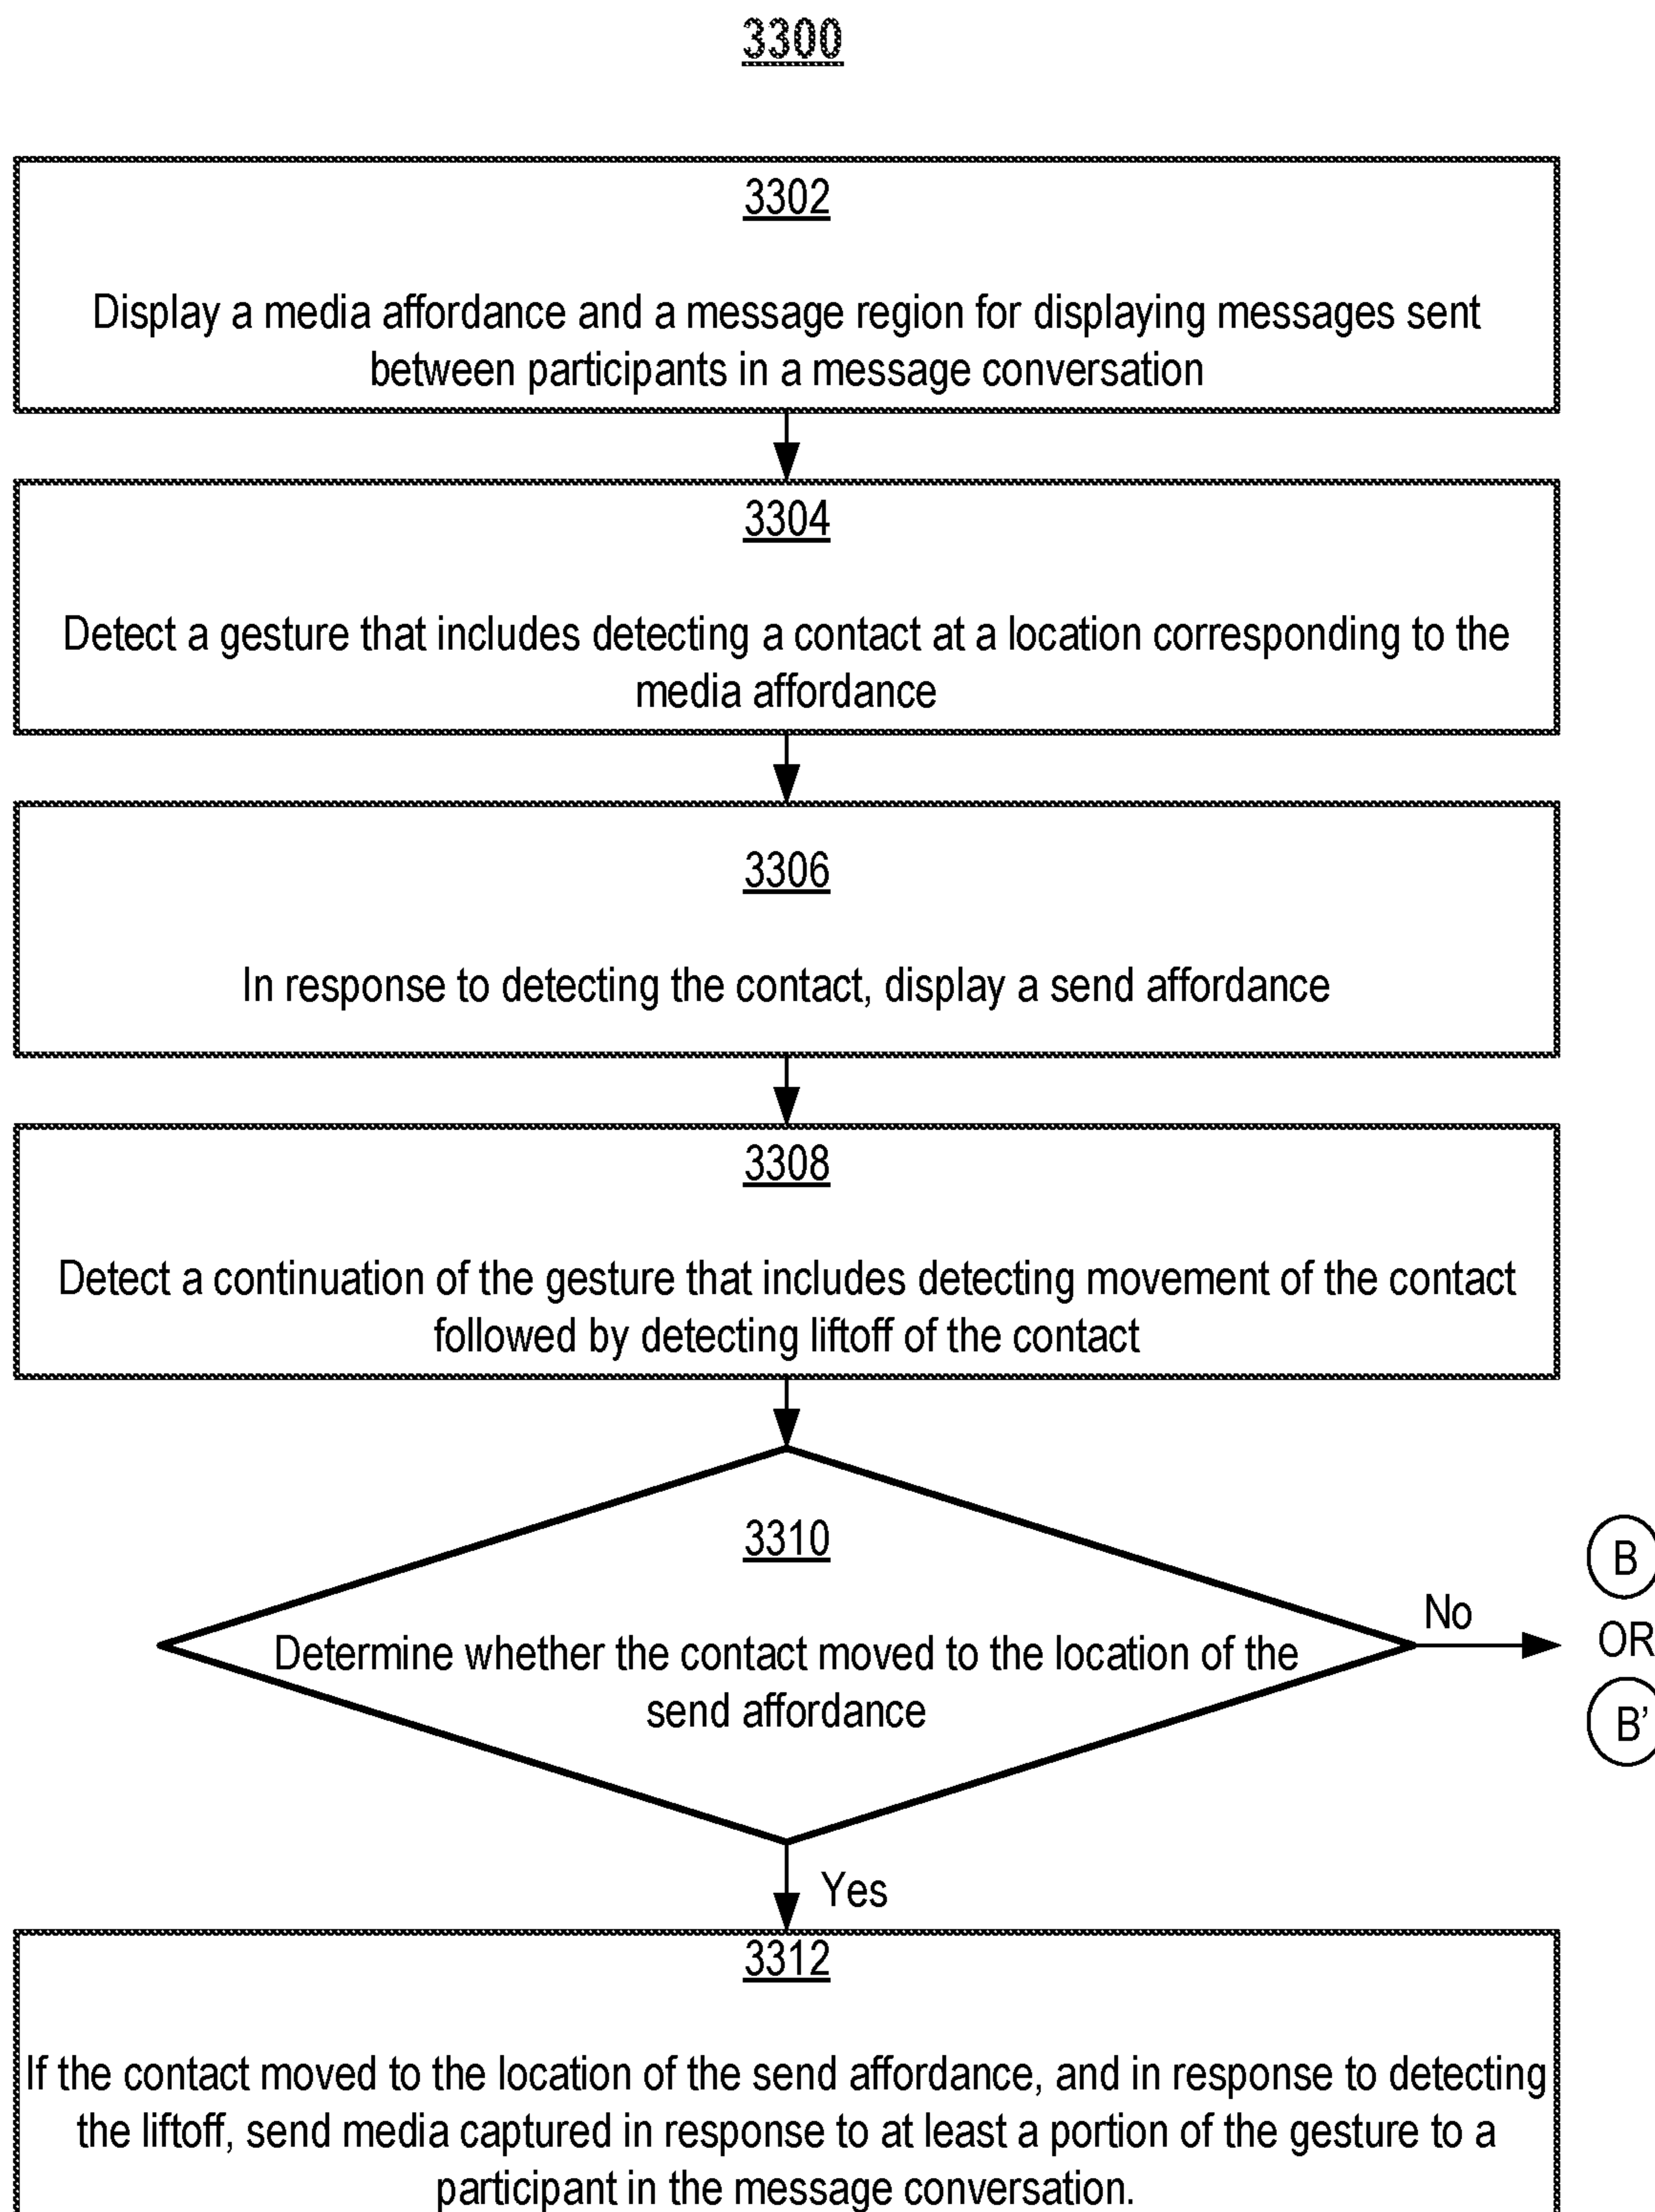 3300
3302
Display a media affordance and a message region for displaying messages sent
between participants in a message conversation
3304
Detect a gesture that includes detecting a contact at a location corresponding to the
media affordance
3306
In response to detecting the contact, display a send affordance
3308
Detect a continuation of the gesture that includes detecting movement of the contact
followed by detecting liftoff of the contact
3310
Determine whether the contact moved to the location of the
send affordance
No
B
OR
B’
Yes
3312
If the contact moved to the location of the send affordance, and in response to detecting
the liftoff, send media captured in response to at least a portion of the gesture to a
participant in the message conversation.